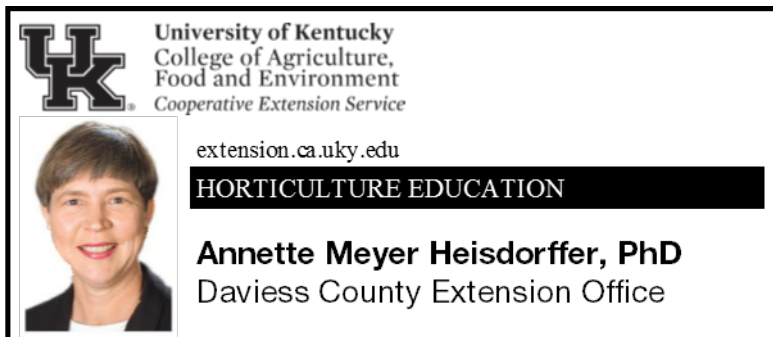 UK
University of Kentucky
College of Agriculture,
Food and Environment
Cooperative Extension Service
extension.ca.uky.edu
HORTICULTURE EDUCATION
Annette Meyer Heisdorffer, PhD
Daviess County Extension Office